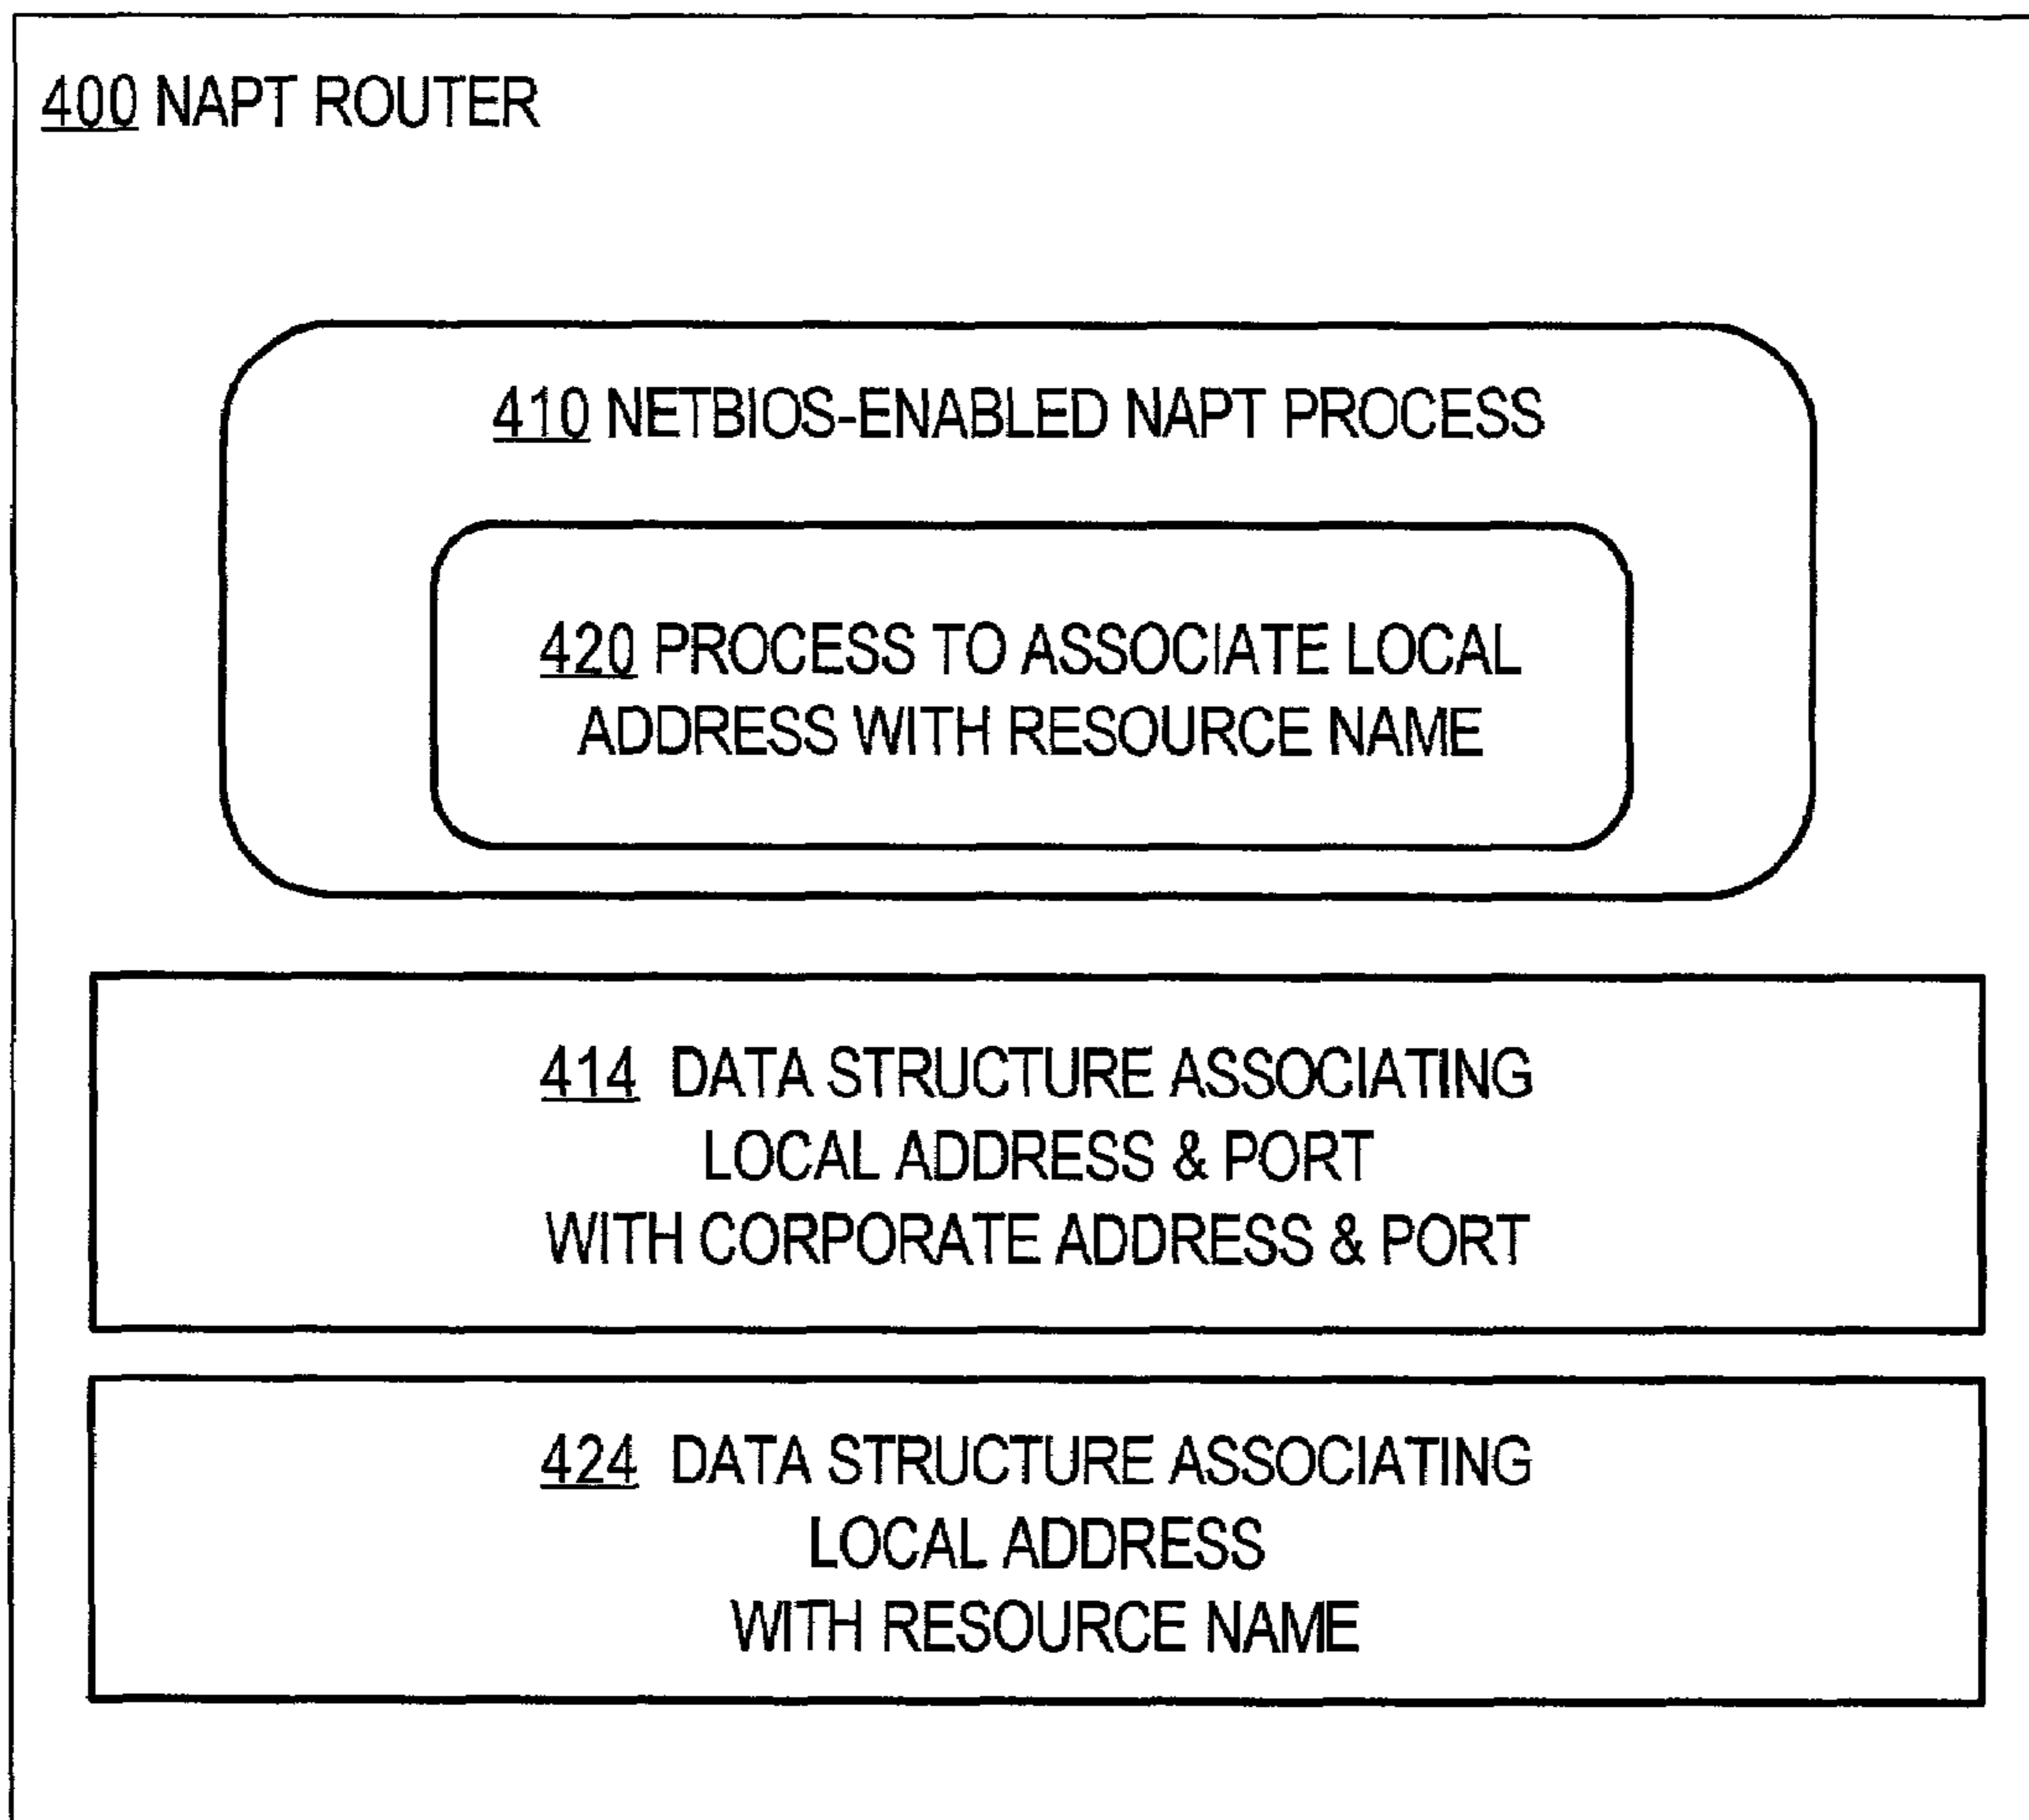 400 NAPT ROUTER
410 NETBIOS-ENABLED NAPT PROCESS
420 PROCESS TO ASSOCIATE LOCAL
ADDRESS WITH RESOURCE NAME
414 DATA STRUCTURE ASSOCIATING
LOCAL ADDRESS & PORT
WITH CORPORATE ADDRESS & PORT
424 DATA STRUCTURE ASSOCIATING
LOCAL ADDRESS
WITH RESOURCE NAME